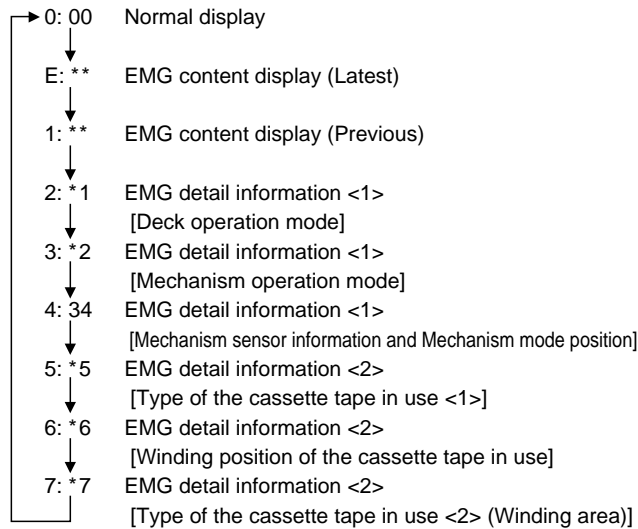 0: 00 Normal display
E: ** EMG content display (Latest)
1: ** EMG content display (Previous)
2: *1 EMG detail information <1>
[Deck operation mode]
3: *2 EMG detail information <1>
[Mechanism operation mode]
4: 34 EMG detail information <1>
[Mechanism sensor information and Mechanism mode position]
5: *5 EMG detail information <2>
[Type of the cassette tape in use <1>]
6: *6 EMG detail information <2>
[Winding position of the cassette tape in use]
7: *7 EMG detail information <2>
[Type of the cassette tape in use <2> (Winding area)]